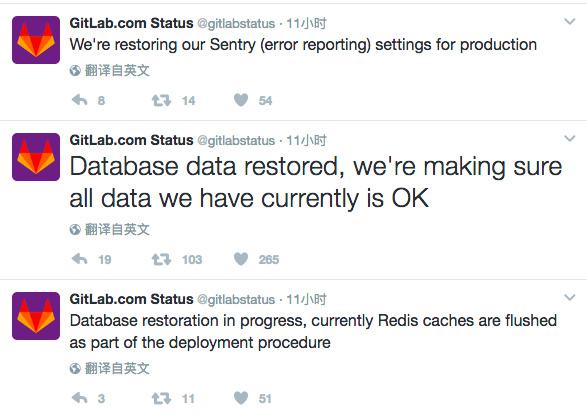 GitLab.com Status @gitlabstatus · 11小时
We're restoring our Sentry (error reporting) settings for production
翻译自英文
8 14 54
GitLab.com Status @gitlabstatus · 11小时
Database data restored, we're making sure
all data we have currently is OK
翻译自英文
19 103 265
GitLab.com Status @gitlabstatus · 11小时
Database restoration in progress, currently Redis caches are flushed
as part of the deployment procedure
翻译自英文
3 11 51